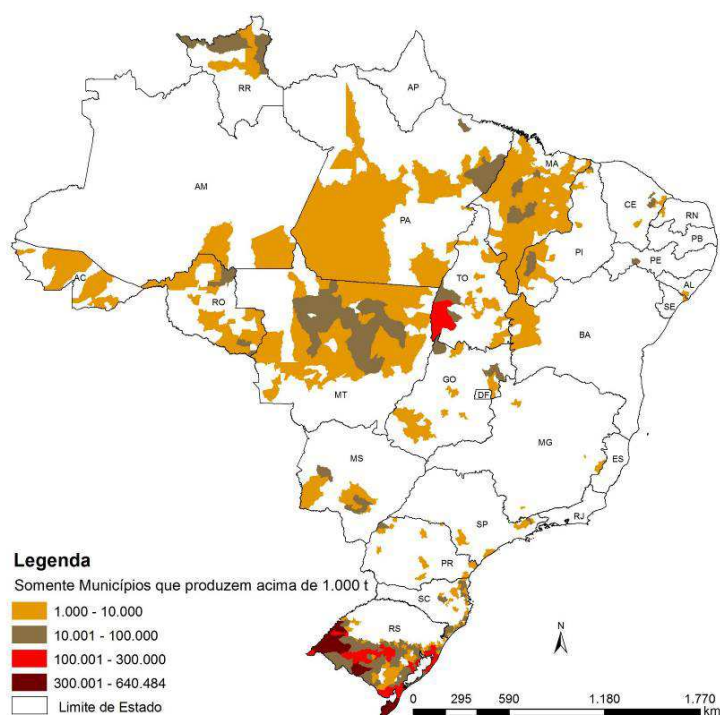 RR
AP
AM
PA
MA
CE
RN
PB
PI
PE
AL
SE
AC
RO
TO
BA
MT
GO
DF
MG
ES
MS
SP
RJ
PR
SC
RS
N
Legenda
Somente Municípios que produzem acima de 1.000 t
1.000 - 10.000
10.001 - 100.000
100.001 - 300.000
300.001 - 640.484
Limite de Estado
0 295 590 1.180 1.770
km